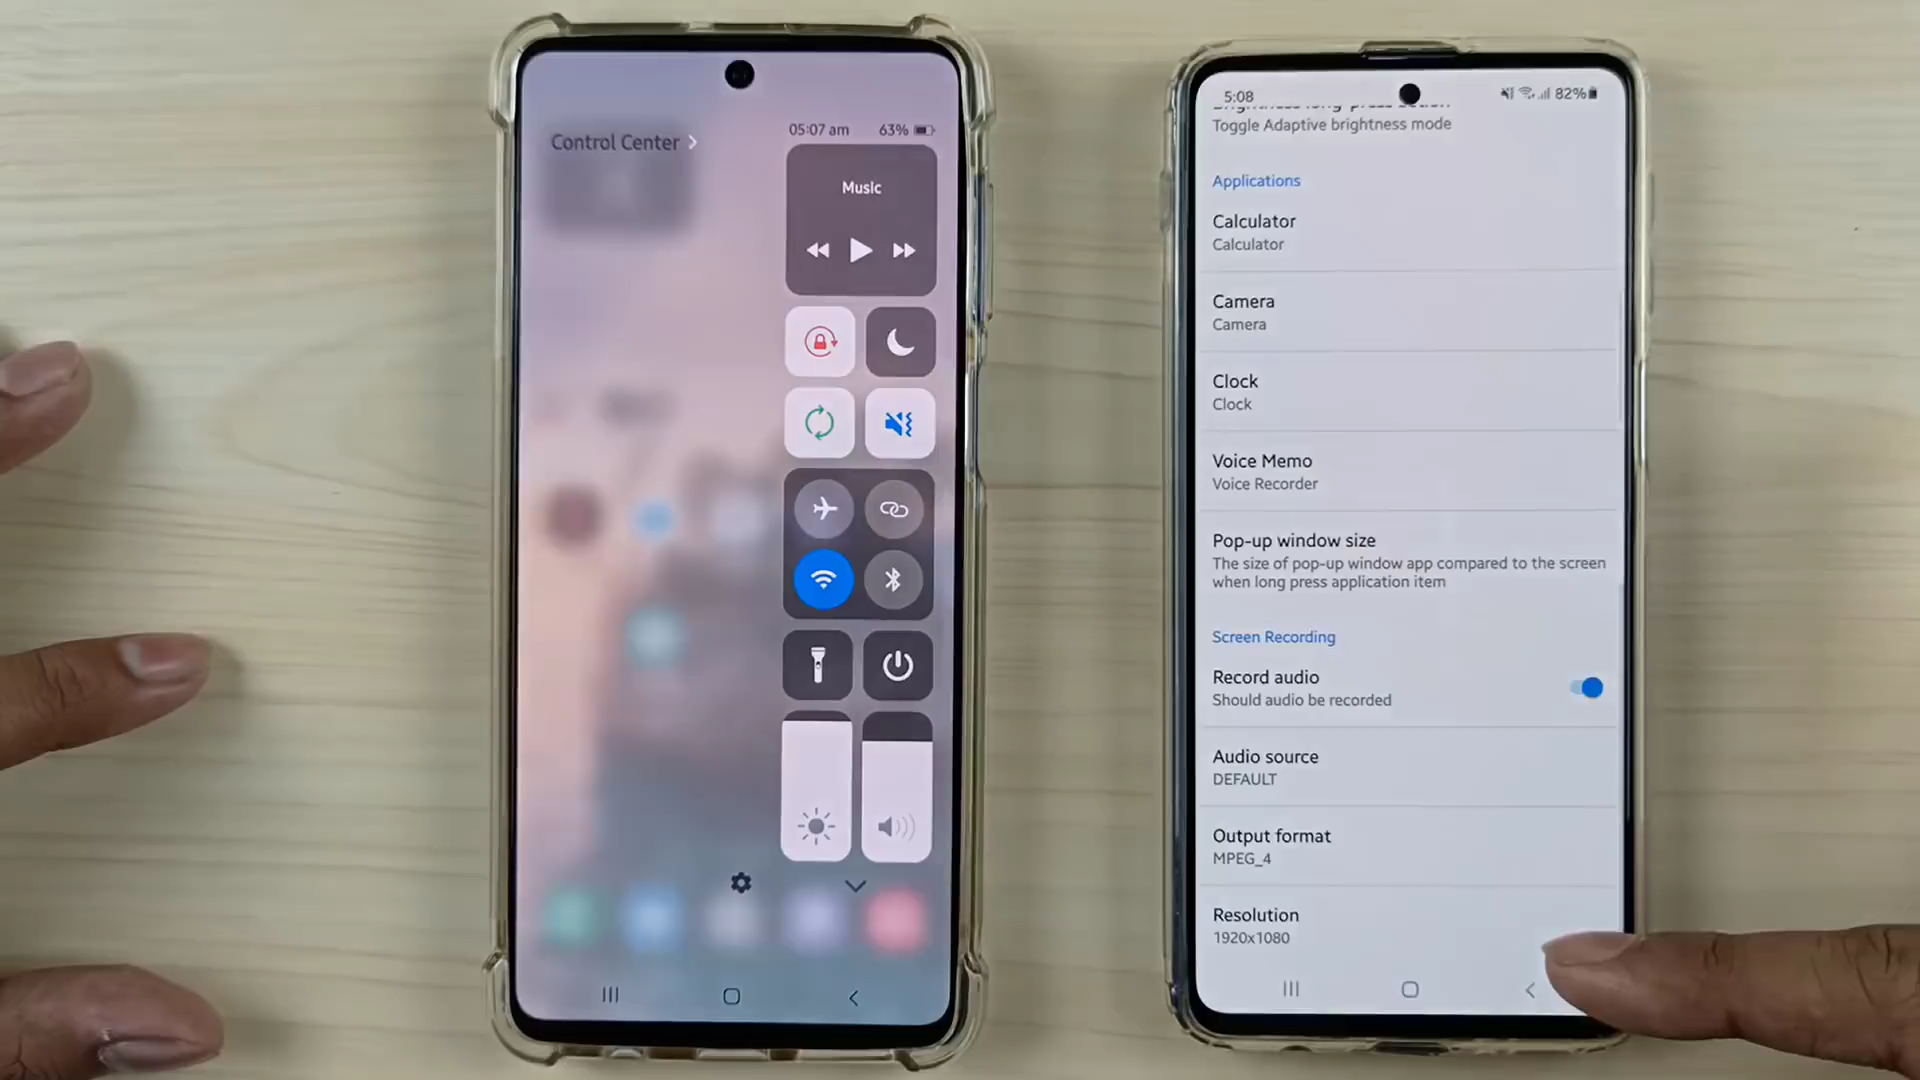 Control Center >
05:07 am 63%
Music
5:08
82%
Toggle Adaptive brightness mode
Applications
Calculator
Calculator
Camera
Camera
Clock
Clock
Voice Memo
Voice Recorder
Pop-up window size
The size of pop-up window app compared to the screen
when long press application item
Screen Recording
Record audio
Should audio be recorded
Audio source
DEFAULT
Output format
MPEG_4
Resolution
1920x1080